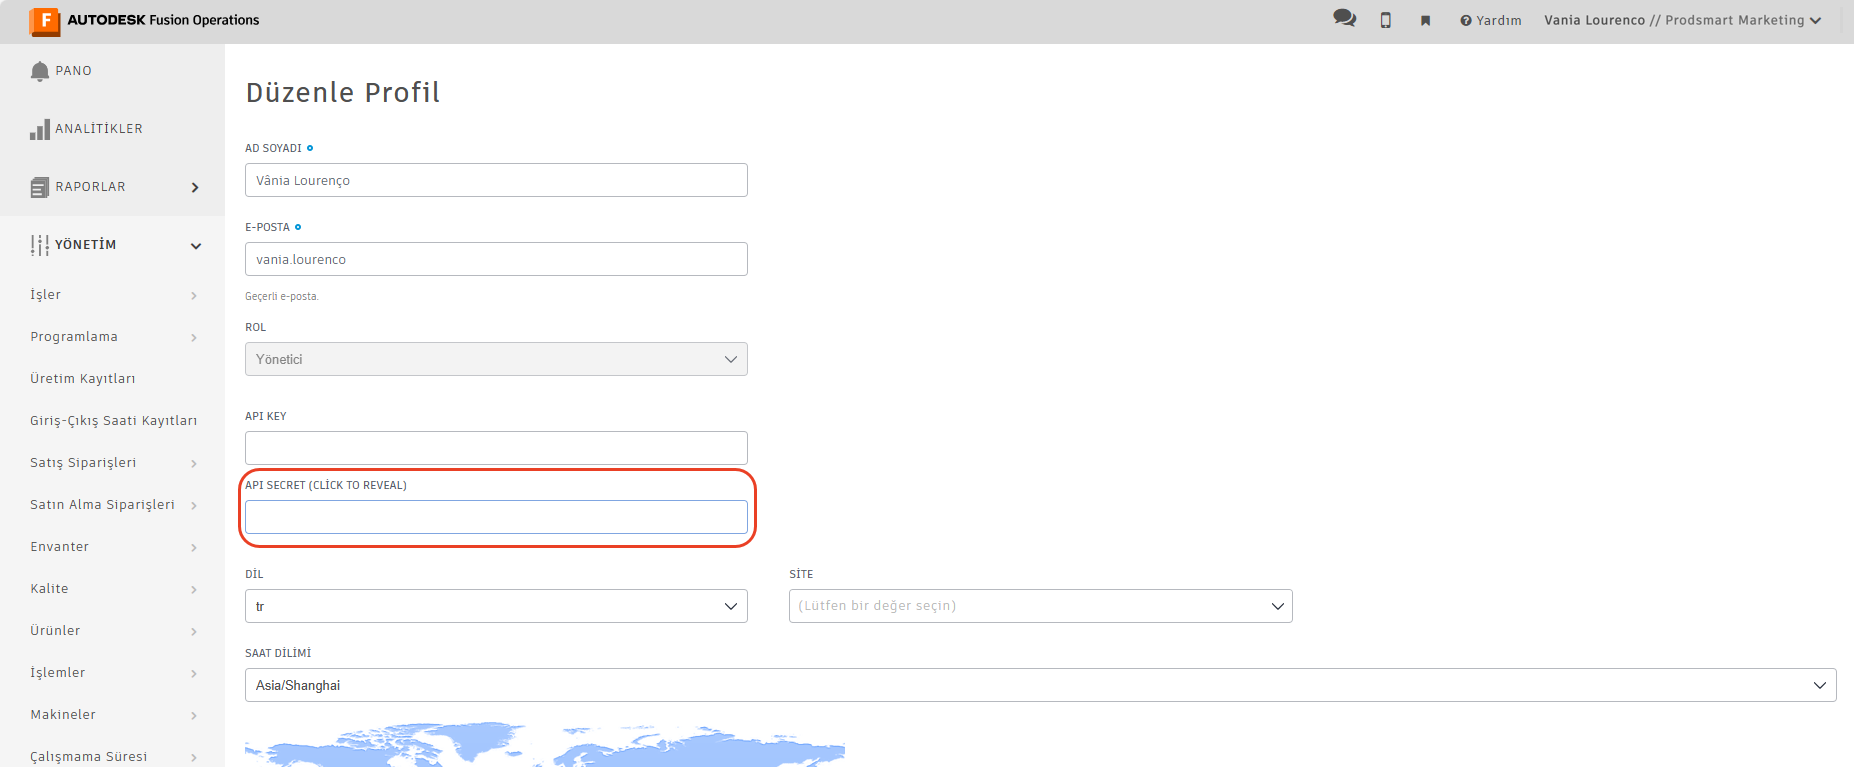 AUTODESK Fusion Operations
Yardım
Vania Lourenco // Prodsmart Marketing
PANO
ANALİTİKLER
RAPORLAR
YÖNETİM
İşler
Programlama
Üretim Kayıtları
Giriş-Çıkış Saati Kayıtları
Satış Siparişleri
Satın Alma Siparişleri
Envanter
Kalite
Ürünler
İşlemler
Makineler
Çalışmama Süresi
Düzenle Profil
AD SOYADI
Vânia Lourenço
E-POSTA
vania.lourenco
Geçerli e-posta.
ROL
Yönetici
API KEY
APİ SECRET (CLİCK TO REVEAL)
DİL
tr
SİTE
(Lütfen bir değer seçin)
SAAT DİLİMİ
Asia/Shanghai